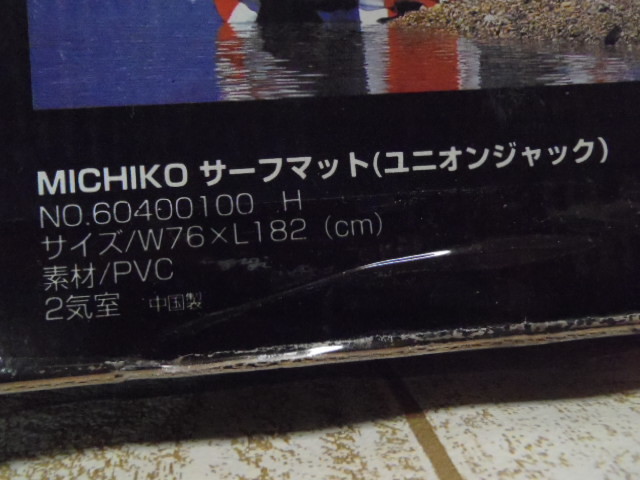 MICHIKO サーフマット(ユニオンジャック)
NO.60400100 H
サイズ/W76×L182 (cm)
素材/PVC
2気室 中国製